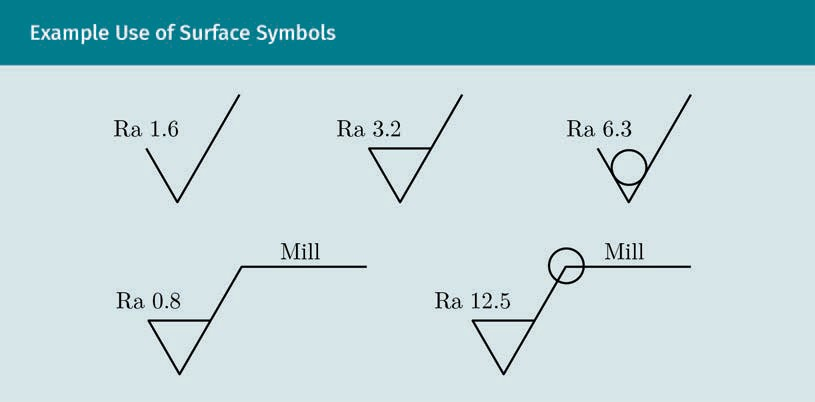 Example Use of Surface Symbols
Ra 1.6
Ra 3.2
Ra 6.3
Mill
Ra 0.8
Mill
Ra 12.5